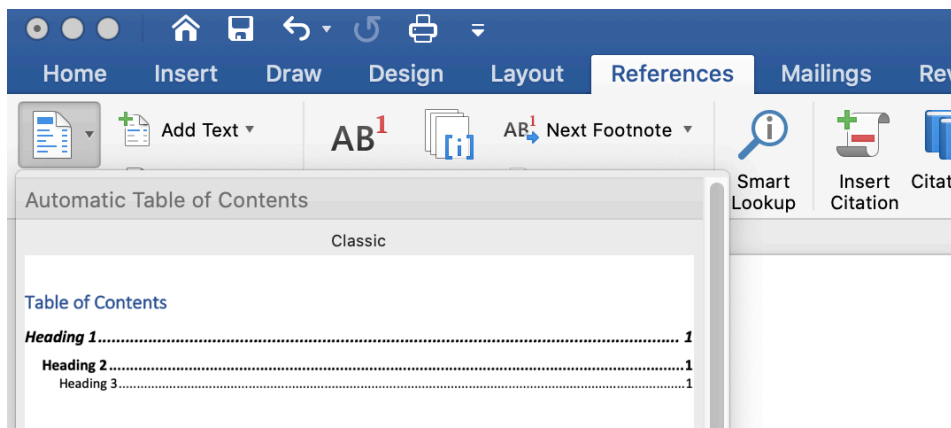 Home Insert Draw Design Layout References Mailings
Add Text AB1 [i] AB1 Next Footnote i
Smart Lookup
Insert Citation
Automatic Table of Contents
Classic
Table of Contents
Heading 1........................................................................................................ 1
Heading 2........................................................................................................1
Heading 3........................................................................................................1